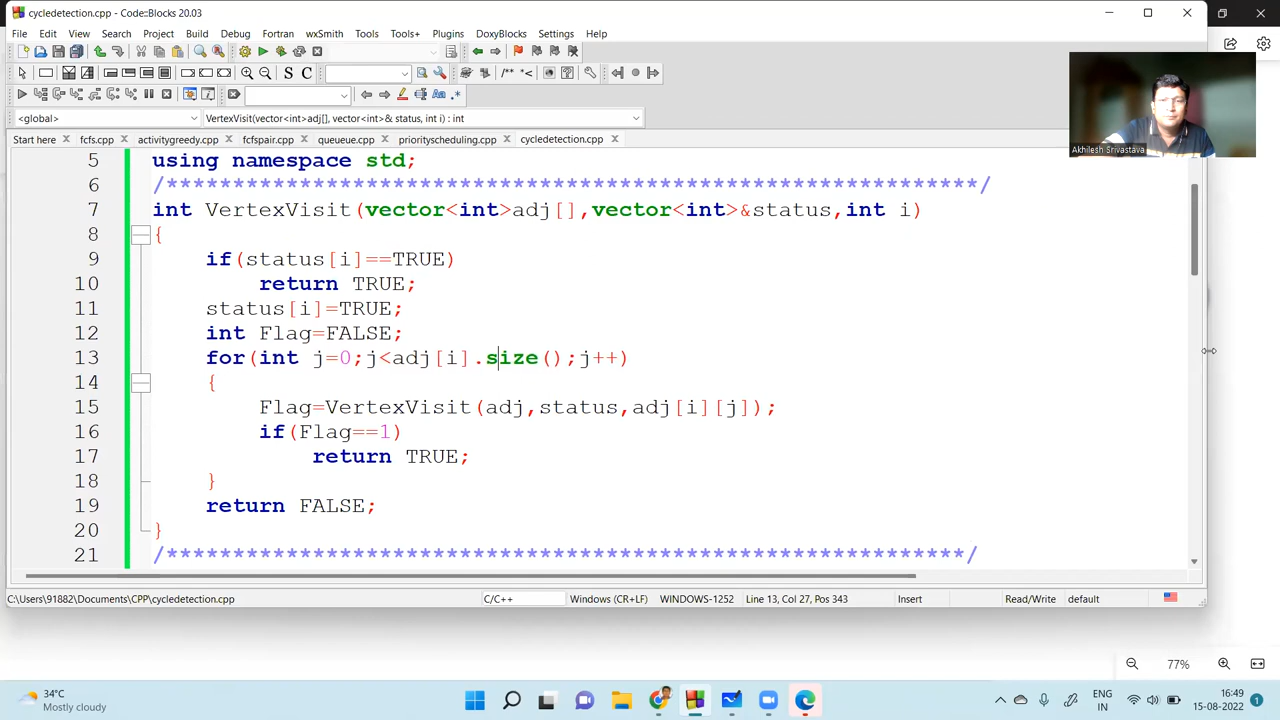 cycledetection.cpp - Code::Blocks 20.03
File Edit View Search Project Build Debug Fortran wxSmith Tools Tools+ Plugins DoxyBlocks Settings Help
S C /** *<
Aa .*
<global> VertexVisit(vector<int>adj[], vector<int>& status, int i) : int
Start here fcfs.cpp activitygreedy.cpp fcfspair.cpp queueue.cpp priorityscheduling.cpp cycledetection.cpp
Akhilesh Srivastava
5 using namespace std;
6 /*************************************************************/
7 int VertexVisit(vector<int>adj[],vector<int>&status,int i)
8 {
9 if(status[i]==TRUE)
10 return TRUE;
11 status[i]=TRUE;
12 int Flag=FALSE;
13 for(int j=0;j<adj[i].size();j++)
14 {
15 Flag=VertexVisit(adj,status,adj[i][j]);
16 if(Flag==1)
17 return TRUE;
18 }
19 return FALSE;
20 }
21 /************************************************************/
C:\Users\91882\Documents\CPP\cycledetection.cpp C/C++ Windows (CR+LF) WINDOWS-1252 Line 13, Col 27, Pos 343 Insert Read/Write default
77%
34°C
Mostly cloudy
ENG
IN
16:49
15-08-2022
1